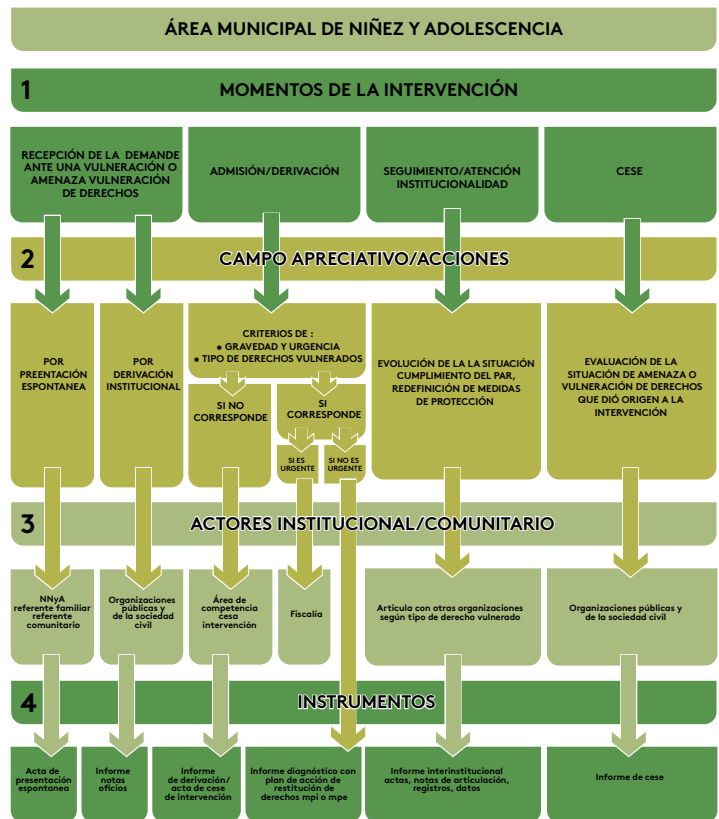 ÁREA MUNICIPAL DE NIÑEZ Y ADOLESCENCIA
1
MOMENTOS DE LA INTERVENCIÓN
RECEPCIÓN DE LA DEMANDE
ANTE UNA VULNERACIÓN O
AMENAZA VULNERACIÓN
DE DERECHOS
ADMISIÓN/DERIVACIÓN
SEGUIMIENTO/ATENCIÓN
INSTITUCIONALIDAD
CESE
2
CAMPO APRECIATIVO/ACCIONES
POR
PREENTACIÓN
ESPONTANEA
POR
DERIVACIÓN
INSTITUCIONAL
CRITERIOS DE :
• GRAVEDAD Y URGENCIA
• TIPO DE DERECHOS VULNERADOS
SI NO
CORRESPONDE
SI
CORRESPONDE
SI ES
URGENTE
SI NO ES
URGENTE
EVOLUCIÓN DE LA LA SITUACIÓN
CUMPLIMIENTO DEL PAR,
REDEFINICIÓN DE MEDIDAS
DE PROTECCIÓN
EVALUACIÓN DE LA
SITUACIÓN DE AMENAZA O
VULNERACIÓN DE DERECHOS
QUE DIÓ ORIGEN A LA
INTERVENCIÓN
3
ACTORES INSTITUCIONAL/COMUNITARIO
NNyA
referente familiar
referente
comunitario
Organizaciones
públicas y
de la sociedad
civil
Área de
competencia
cesa
intervención
Fiscalía
Articula con otras organizaciones
según tipo de derecho vulnerado
Organizaciones públicas y
de la sociedad civil
4
INSTRUMENTOS
Acta de
presentación
espontanea
Informe
notas
oficios
Informe
de derivación/
acta de cese
de intervención
Informe diagnóstico con
plan de acción de
restitución de
derechos mpi o mpe
Informe interinstitucional
actas, notas de articulación,
registros, datos
Informe de cese